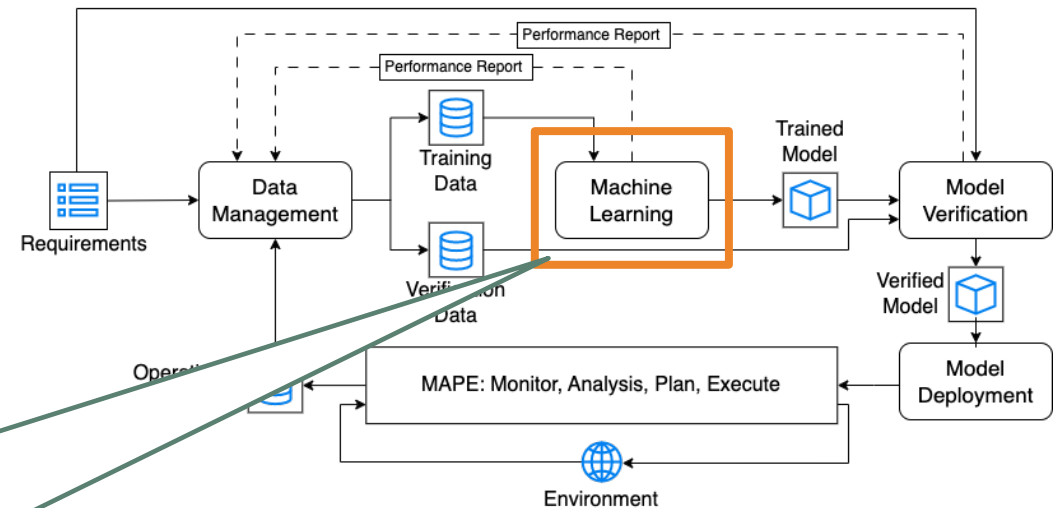 Performance Report
Performance Report
Training
Data
Trained
Model
Data
Management
Machine
Learning
Model
Verification
Requirements
Data
Verified
Model
MAPE: Monitor, Analysis, Plan, Execute
Model
Deployment
Environment